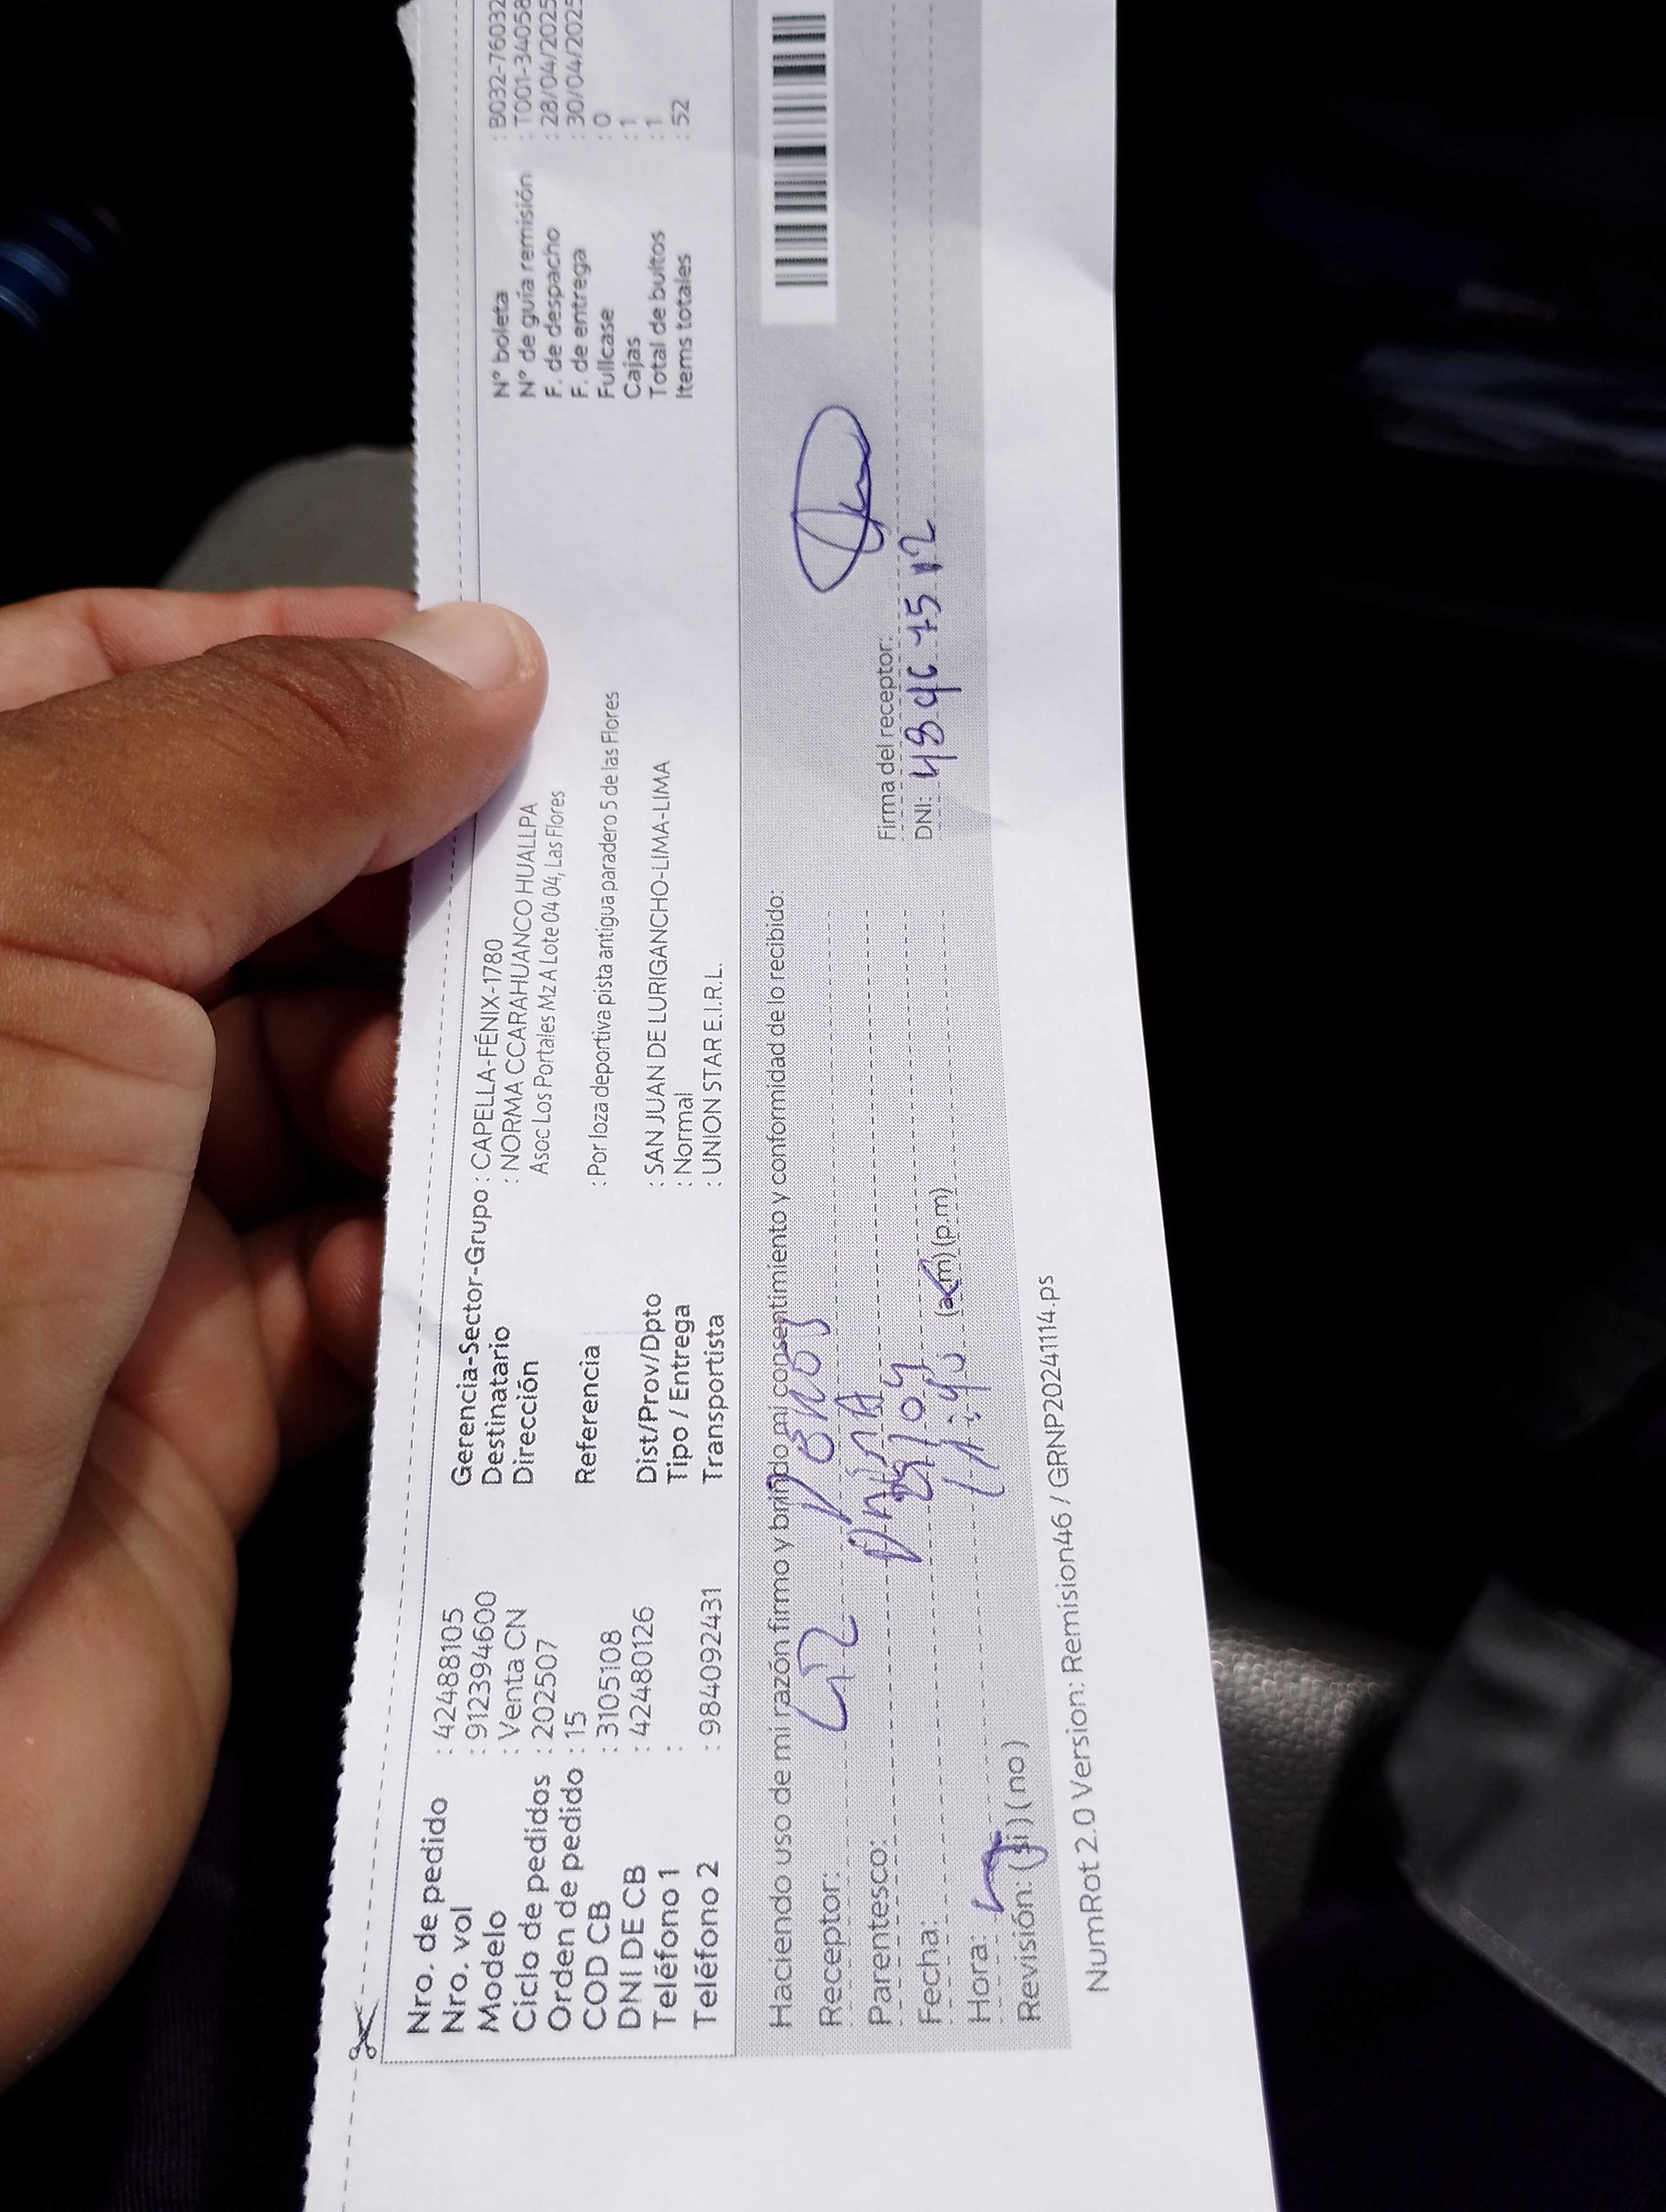 Nro. de pedido : 42488105
Nro. vol : 912394600
Modelo : Venta CN
Ciclo de pedidos : 202507
Orden de pedido : 15
COD CB : 3105108
DNI DE CB : 42480126
Teléfono 1 :
Teléfono 2 : 984092431
Gerencia-Sector-Grupo : CAPELLA-FÉNIX-1780
Destinatario : NORMA CCARAHUANCO HUALLPA
Dirección Asoc Los Portales Mz A Lote 04 04, Las Flores
Referencia : Por loza deportiva pista antigua paradero 5 de las Flores
Dist/Prov/Dpto : SAN JUAN DE LURIGANCHO-LIMA-LIMA
Tipo / Entrega : Normal
Transportista : UNION STAR E.I.R.L.
N° boleta : B032-76032
N° de guía remisión : T001-34058
F. de despacho : 28/04/2025
F. de entrega : 30/04/2025
Fullcase : 0
Cajas : 1
Total de bultos : 1
Items totales : 52
Haciendo uso de mi razón firmo y brindo mi consentimiento y conformidad de lo recibido:
Receptor:
Parentesco:
Fecha:
Hora: 11:40 (a.m) (p.m)
Revisión: (si) (no)
Firma del receptor:
DNI:
NumRot 2.0 Version: Remision46 / GRNP20241114.ps